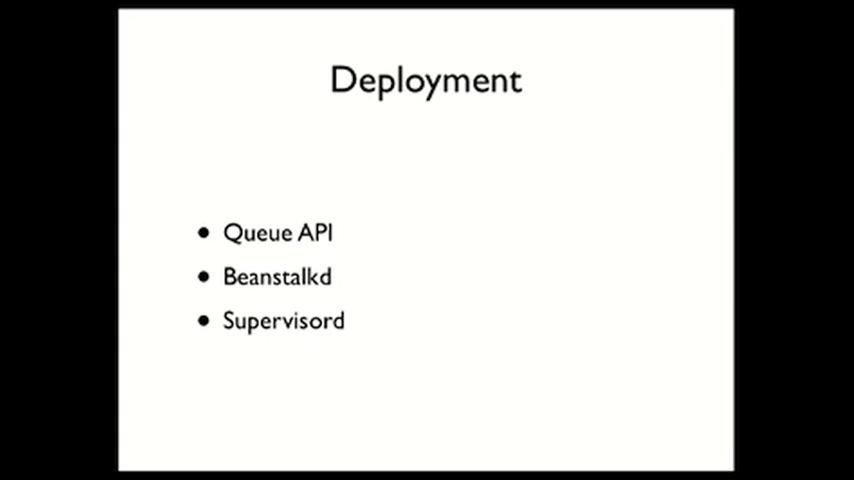 Deployment
• Queue API
• Beanstalkd
• Supervisord